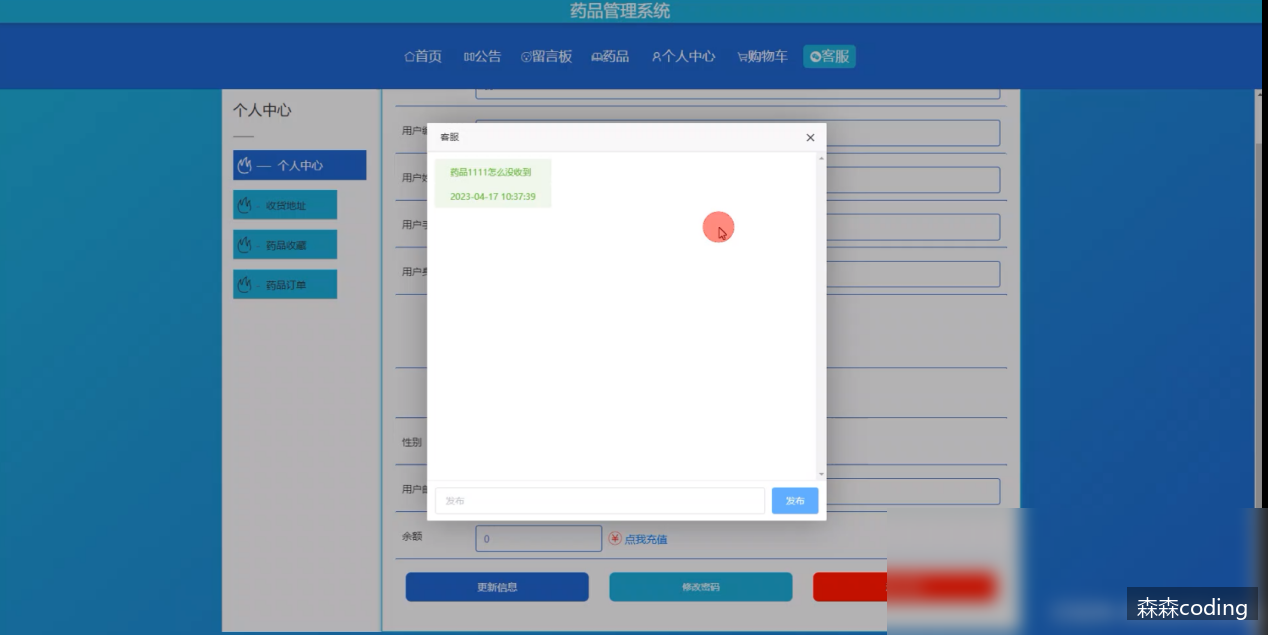 药品管理系统
首页 公告 留言板 药品 个人中心 购物车 客服
个人中心
个人中心
收货地址
药品收藏
药品订单
用户
用户
用户
用户
性别
用户
余额
0
点我充值
更新信息
修改密码
客服
药品1111怎么没收到
2023-04-17 10:37:39
发布
发布
森森coding